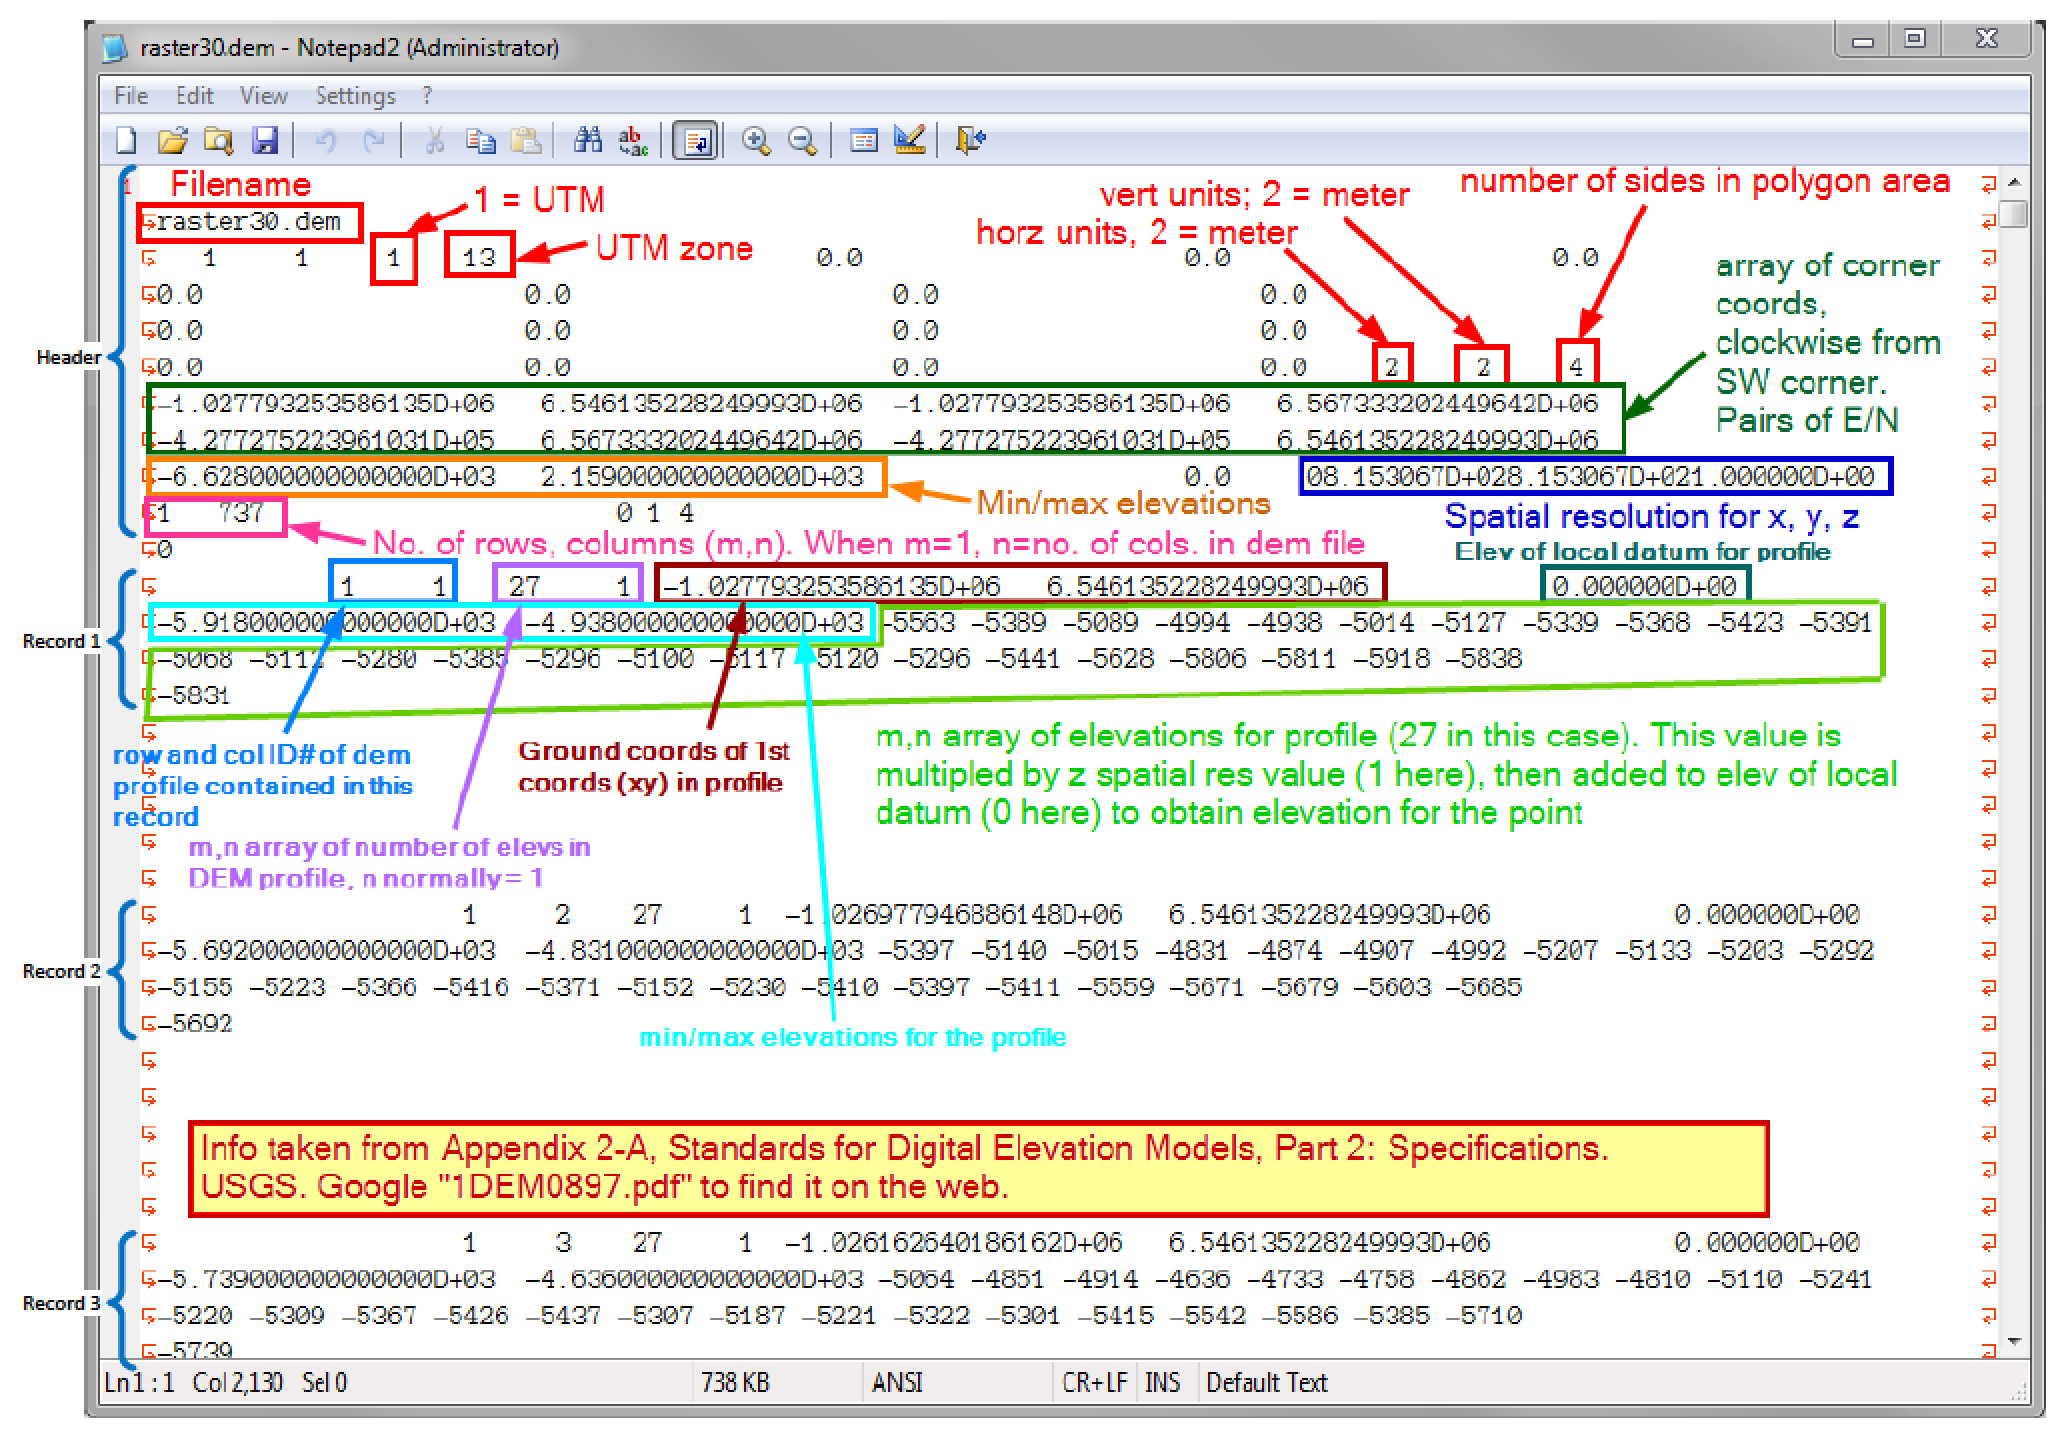 raster30.dem - Notepad2 (Administrator)
File Edit View Settings ?
1 Filename
1 = UTM
vert units; 2 = meter
number of sides in polygon area
raster30.dem
horz units, 2 = meter
UTM zone
1 1 1 13 0.0 0.0 0.0
array of corner
coords,
clockwise from
SW corner.
Pairs of E/N
0.0 0.0 0.0 0.0
0.0 0.0 0.0 0.0
Header
0.0 0.0 0.0 0.0 2 2 4
-1.027793253586135D+06 6.546135228249993D+06 -1.027793253586135D+06 6.567333202449642D+06
-4.277275223961031D+05 6.567333202449642D+06 -4.277275223961031D+05 6.546135228249993D+06
-6.628000000000000D+03 2.159000000000000D+03 0.0 08.153067D+028.153067D+021.000000D+00
Min/max elevations
1 737 0 1 4
Spatial resolution for x, y, z
No. of rows, columns (m,n). When m=1, n=no. of cols. in dem file
Elev of local datum for profile
0
1 1 27 1 -1.027793253586135D+06 6.546135228249993D+06 0.000000D+00
-5.918000000000000D+03 -4.938000000000000D+03 -5563 -5389 -5089 -4994 -4938 -5014 -5127 -5339 -5368 -5423 -5391
Record 1
-5068 -5112 -5280 -5385 -5296 -5100 -5117 -5120 -5296 -5441 -5628 -5806 -5811 -5918 -5838
-5831
row and col ID# of dem
profile contained in this
record
Ground coords of 1st
coords (xy) in profile
m,n array of elevations for profile (27 in this case). This value is
multipled by z spatial res value (1 here), then added to elev of local
datum (0 here) to obtain elevation for the point
m,n array of number of elevs in
DEM profile, n normally = 1
1 2 27 1 -1.026977946886148D+06 6.546135228249993D+06 0.000000D+00
-5.692000000000000D+03 -4.831000000000000D+03 -5397 -5140 -5015 -4831 -4874 -4907 -4992 -5207 -5133 -5203 -5292
Record 2
-5155 -5223 -5366 -5416 -5371 -5152 -5230 -5410 -5397 -5411 -5559 -5671 -5679 -5603 -5685
-5692
min/max elevations for the profile
Info taken from Appendix 2-A, Standards for Digital Elevation Models, Part 2: Specifications.
USGS. Google "1DEM0897.pdf" to find it on the web.
1 3 27 1 -1.026162640186162D+06 6.546135228249993D+06 0.000000D+00
-5.739000000000000D+03 -4.636000000000000D+03 -5064 -4851 -4914 -4636 -4733 -4758 -4862 -4983 -4810 -5110 -5241
Record 3
-5220 -5309 -5367 -5426 -5437 -5307 -5187 -5221 -5322 -5301 -5415 -5542 -5586 -5385 -5710
-5739
Ln 1 : 1 Col 2,130 Sel 0 738 KB ANSI CR+LF INS Default Text